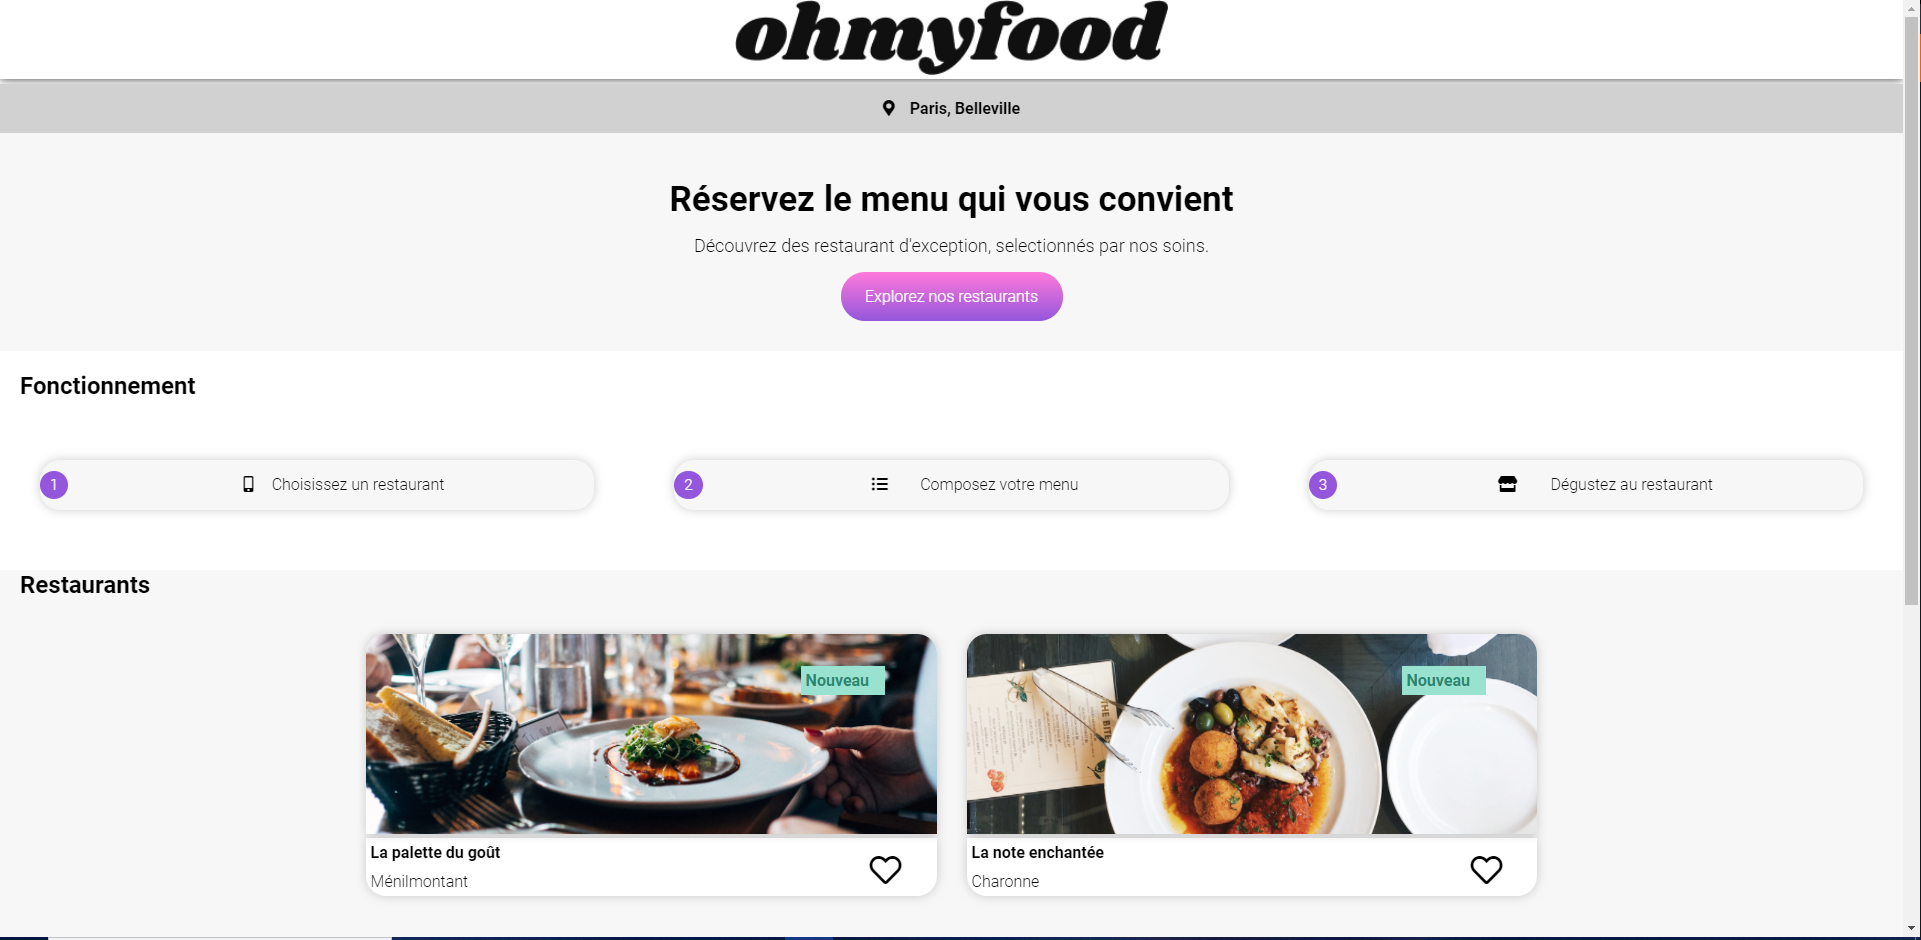 ohmyfood
Paris, Belleville
Réservez le menu qui vous convient
Découvrez des restaurant d'exception, selectionnés par nos soins.
Explorez nos restaurants
Fonctionnement
1 Choisissez un restaurant
2 Composez votre menu
3 Dégustez au restaurant
Restaurants
Nouveau
Nouveau
La palette du goût
Ménilmontant
La note enchantée
Charonne